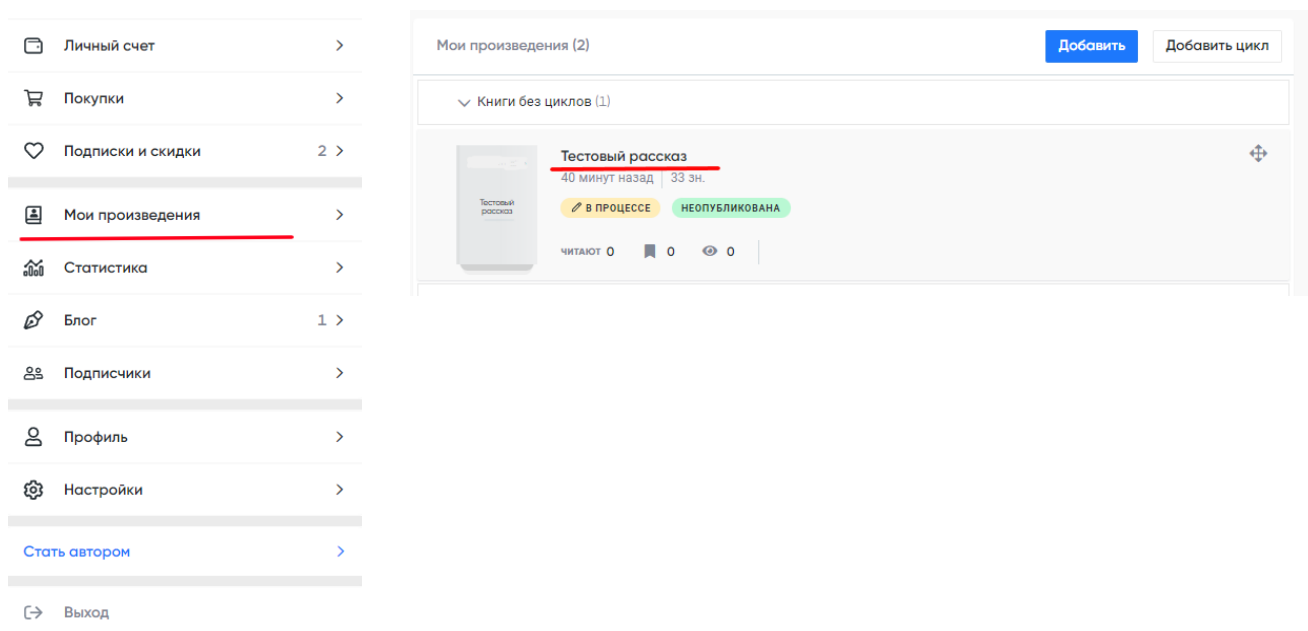 Личный счет
Покупки
Подписки и скидки 2
Мои произведения
Статистика
Блог 1
Подписчики
Профиль
Настройки
Стать автором
Выход
Мои произведения (2) Добавить Добавить цикл
Книги без циклов (1)
Тестовый рассказ
40 минут назад 33 зн.
В ПРОЦЕССЕ НЕОПУБЛИКОВАНА
ЧИТАЮТ 0 0 0
Тестовый
рассказ